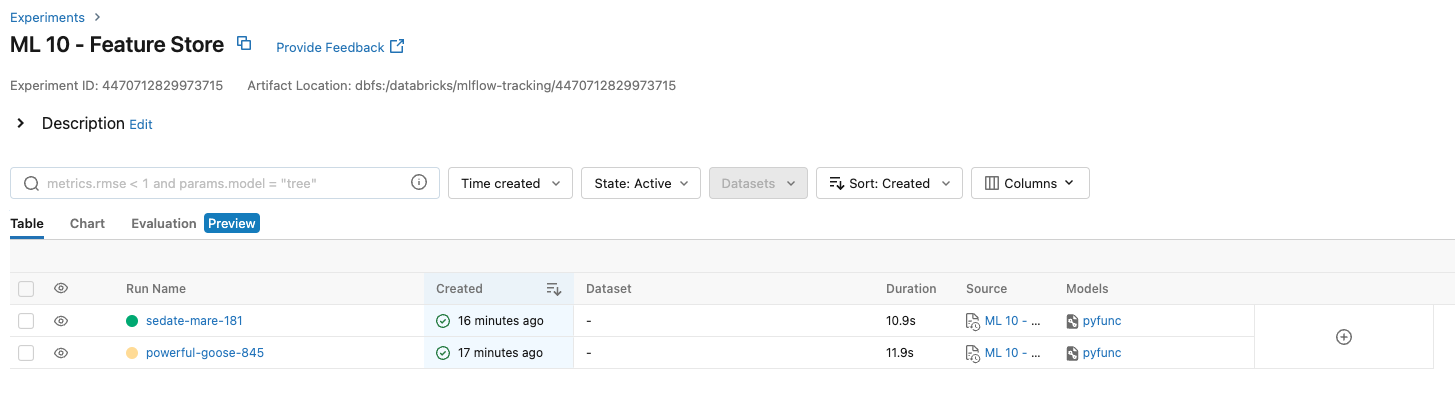 Experiments >
ML 10 - Feature Store Provide Feedback
Experiment ID: 4470712829973715 Artifact Location: dbfs:/databricks/mlflow-tracking/4470712829973715
Description Edit
metrics.rmse < 1 and params.model = "tree" Time created State: Active Datasets Sort: Created Columns
Table Chart Evaluation Preview
Run Name Created Dataset Duration Source Models
sedate-mare-181 16 minutes ago - 10.9s ML 10 - ... pyfunc
powerful-goose-845 17 minutes ago - 11.9s ML 10 - ... pyfunc